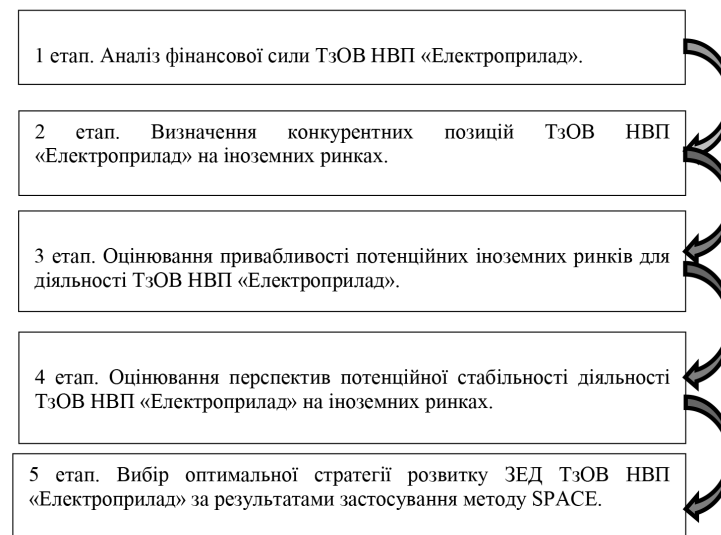 1 етап. Аналіз фінансової сили ТзОВ НВП «Електроприлад».
2 етап. Визначення конкурентних позицій ТзОВ НВП
«Електроприлад» на іноземних ринках.
3 етап. Оцінювання привабливості потенційних іноземних ринків для
діяльності ТзОВ НВП «Електроприлад».
4 етап. Оцінювання перспектив потенційної стабільності діяльності
ТзОВ НВП «Електроприлад» на іноземних ринках.
5 етап. Вибір оптимальної стратегії розвитку ЗЕД ТзОВ НВП
«Електроприлад» за результатами застосування методу SPACE.